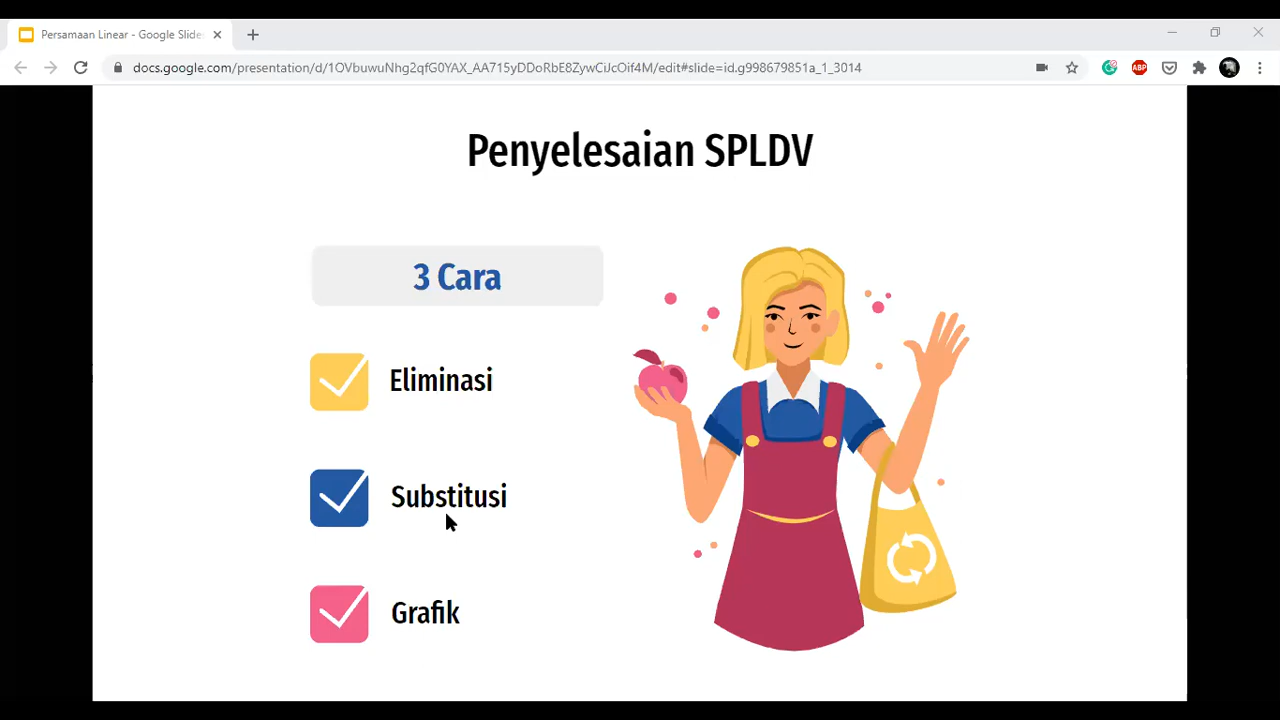 Persamaan Linear - Google Slide
docs.google.com/presentation/d/1OVbuwuNhg2qfG0YAX_AA715yDDoRbE8ZywCiJcOif4M/edit#slide=id.g998679851a_1_3014
ABP
Penyelesaian SPLDV
3 Cara
Eliminasi
Substitusi
Grafik